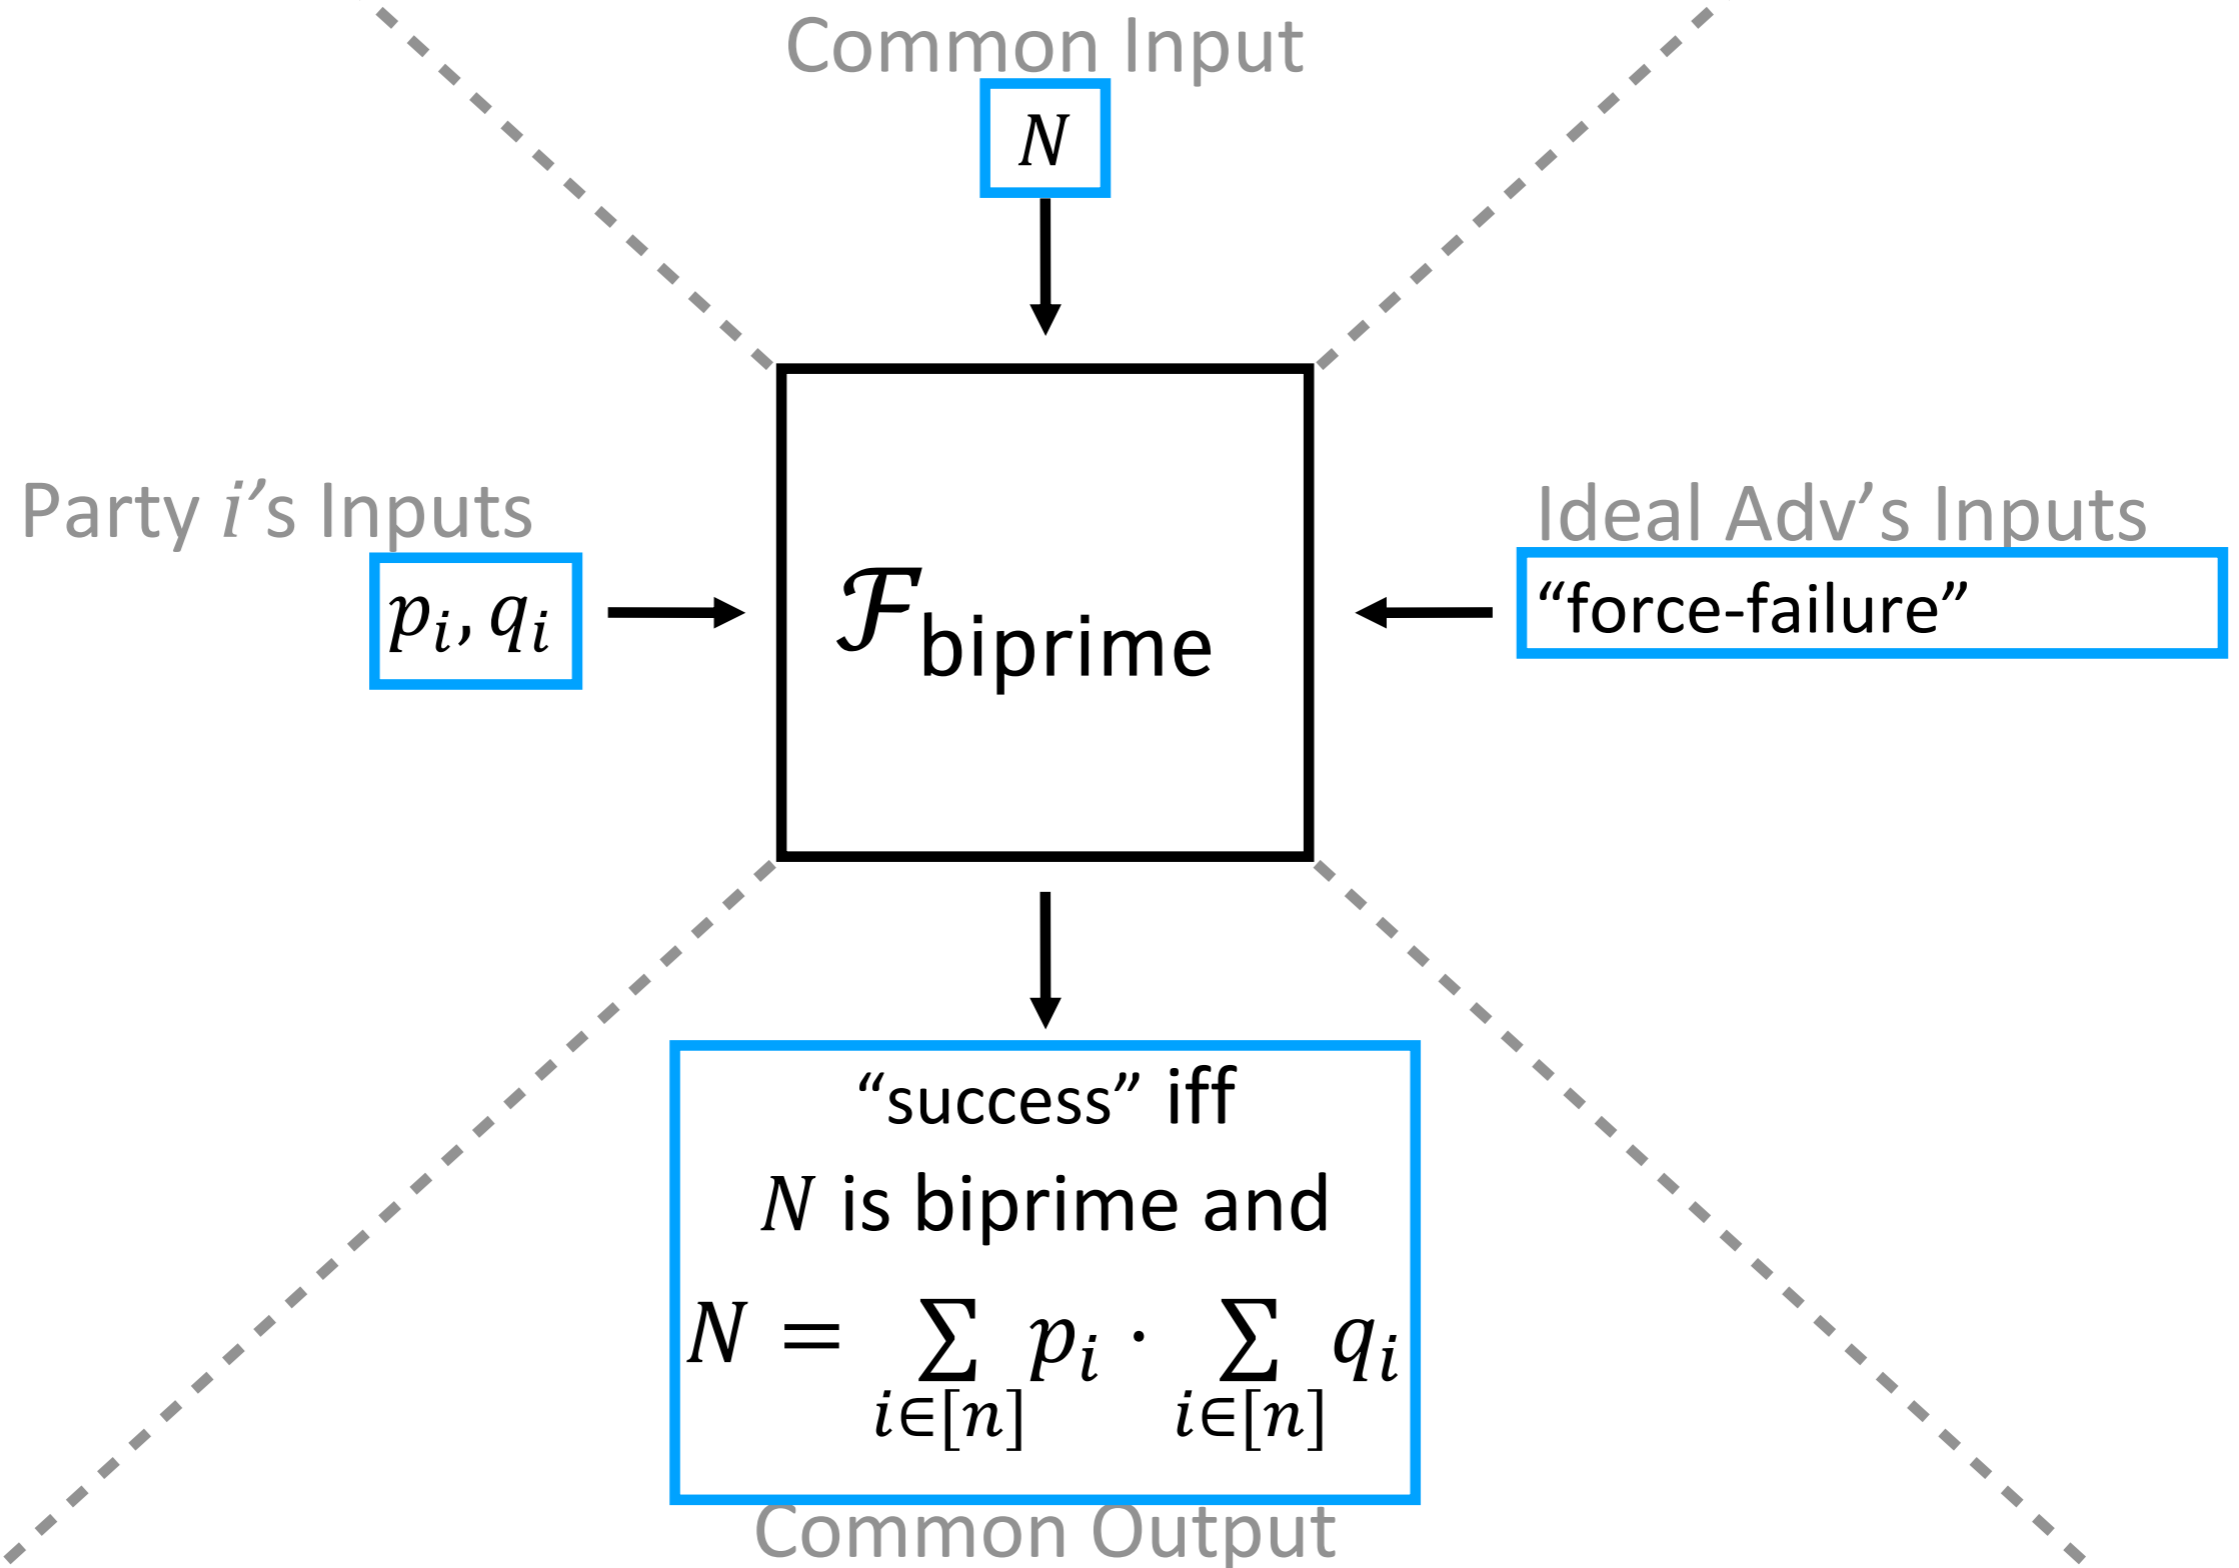 Common Input
N
Party i’s Inputs
p_i, q_i
ℱ_biprime
Ideal Adv’s Inputs
“force-failure”
“success” iff
N is biprime and
N = ∑_{i∈[n]} p_i · ∑_{i∈[n]} q_i
Common Output